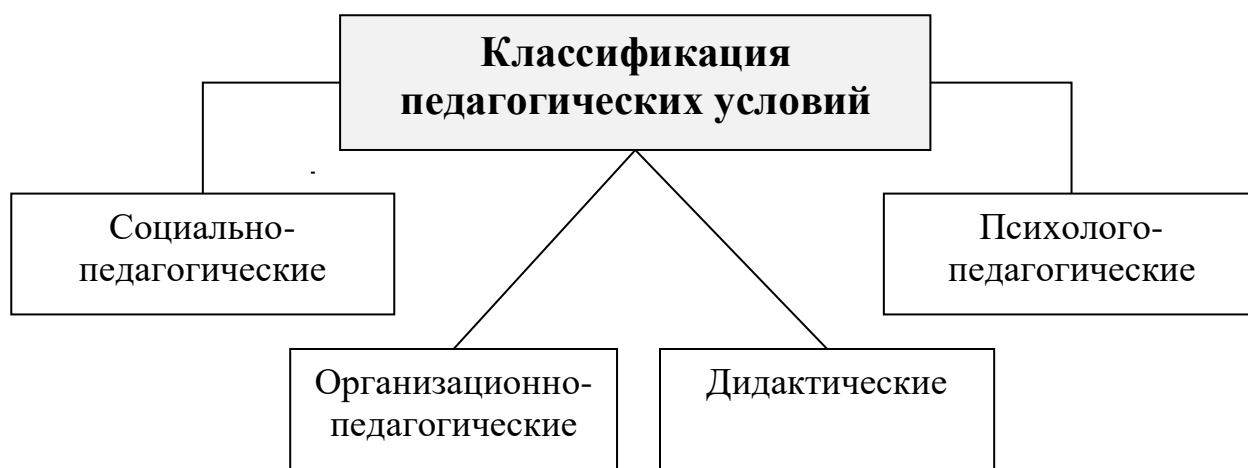 Классификация
педагогических условий
Социально-
педагогические
Психолого-
педагогические
Организационно-
педагогические
Дидактические